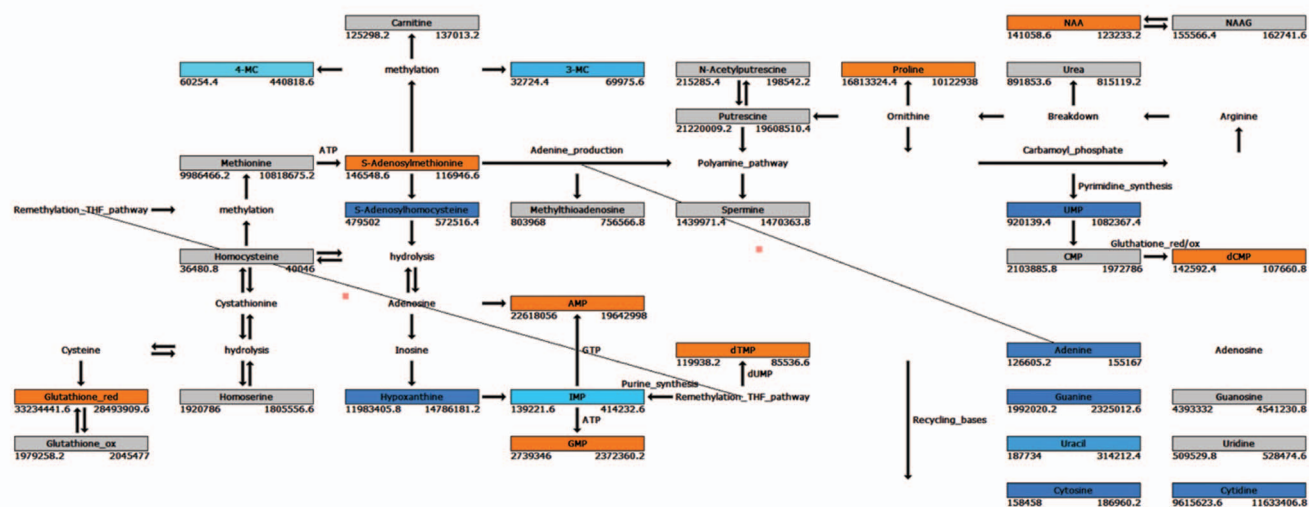 Carnitine
125298.2 137013.2
NAA
141058.6 123233.2
NAAG
155566.4 162741.6
4-MC
60254.4 440818.6
methylation
3-MC
32724.4 69975.6
N-Acetylputrescine
215285.4 198542.2
Proline
16813324.4 10122938
Urea
891853.6 815119.2
Putrescine
21220009.2 19608510.4
Ornithine
Breakdown
Arginine
ATP
Methionine
9986466.2 10818675.2
S-Adenosylmethionine
146548.6 116946.6
Adenine_production
Polyamine_pathway
Carbamoyl_phosphate
Pyrimidine_synthesis
Remethylation_THF_pathway
methylation
S-Adenosylhomocysteine
479502 572516.4
Methylthioadenosine
803968 756566.8
Spermine
1439971.4 1470363.8
UMP
920139.4 1082367.4
Gluthatione_red/ox
Homocysteine
36480.8 40046
hydrolysis
CMP
2103885.8 1972786
dCMP
142592.4 107660.8
Cystathionine
Adenosine
AMP
22618056 19642998
Cysteine
hydrolysis
Inosine
GTP
dTMP
119938.2 85536.6
dUMP
Adenine
126605.2 155167
Adenosine
Glutathione_red
33234441.6 28493909.6
Homoserine
1920786 1805556.6
Hypoxanthine
11983405.8 14786181.2
Purine_synthesis
IMP
139221.6 414232.6
Remethylation_THF_pathway
Guanine
1992020.2 2325012.6
Guanosine
4393332 4541230.8
Recycling_bases
ATP
Glutathione_ox
1979258.2 2045477
GMP
2739346 2372360.2
Uracil
187734 314212.4
Uridine
509529.8 528474.6
Cytosine
158458 186960.2
Cytidine
9615623.6 11633406.8